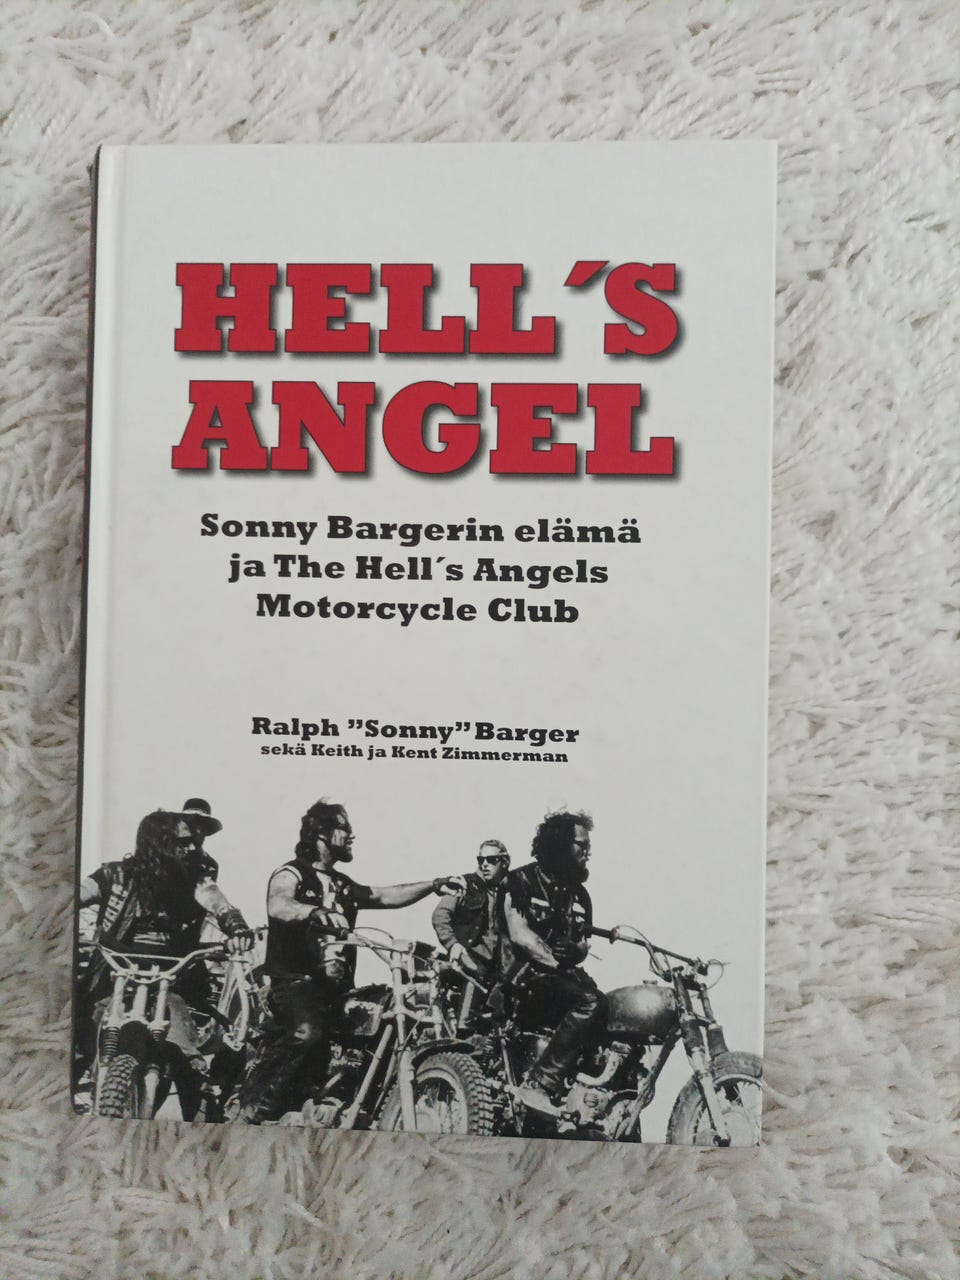 HELL´S
ANGEL
Sonny Bargerin elämä
ja The Hell´s Angels
Motorcycle Club
Ralph ”Sonny” Barger
sekä Keith ja Kent Zimmerman